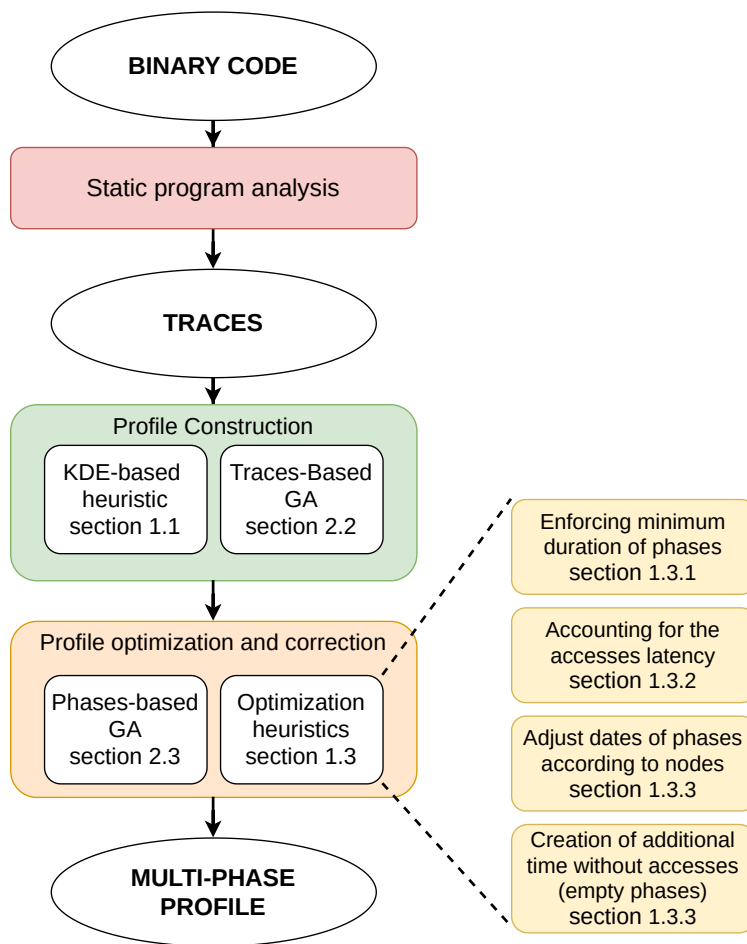 BINARY CODE
Static program analysis
TRACES
Profile Construction
KDE-based
heuristic
section 1.1
Traces-Based
GA
section 2.2
Profile optimization and correction
Phases-based
GA
section 2.3
Optimization
heuristics
section 1.3
MULTI-PHASE
PROFILE
Enforcing minimum
duration of phases
section 1.3.1
Accounting for the
accesses latency
section 1.3.2
Adjust dates of phases
according to nodes
section 1.3.3
Creation of additional
time without accesses
(empty phases)
section 1.3.3